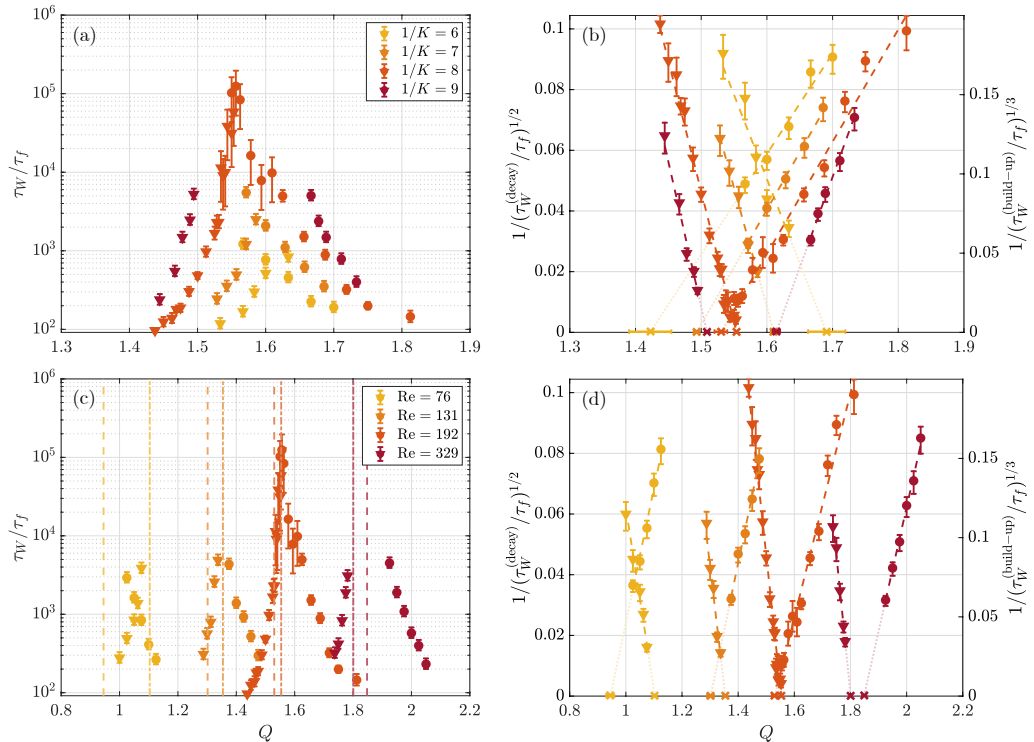 (a)
1/K = 6
1/K = 7
1/K = 8
1/K = 9
τ_W/τ_f
10^6
10^5
10^4
10^3
10^2
1.3 1.4 1.5 1.6 1.7 1.8 1.9
(b)
1/(τ_W^(decay)/τ_f)^1/2
0.1
0.08
0.06
0.04
0.02
0
1/(τ_W^(build−up)/τ_f)^1/3
0.15
0.1
0.05
0
1.3 1.4 1.5 1.6 1.7 1.8 1.9
(c)
Re = 76
Re = 131
Re = 192
Re = 329
τ_W/τ_f
10^6
10^5
10^4
10^3
10^2
0.8 1 1.2 1.4 1.6 1.8 2 2.2
Q
(d)
1/(τ_W^(decay)/τ_f)^1/2
0.1
0.08
0.06
0.04
0.02
0
1/(τ_W^(build−up)/τ_f)^1/3
0.15
0.1
0.05
0
0.8 1 1.2 1.4 1.6 1.8 2 2.2
Q